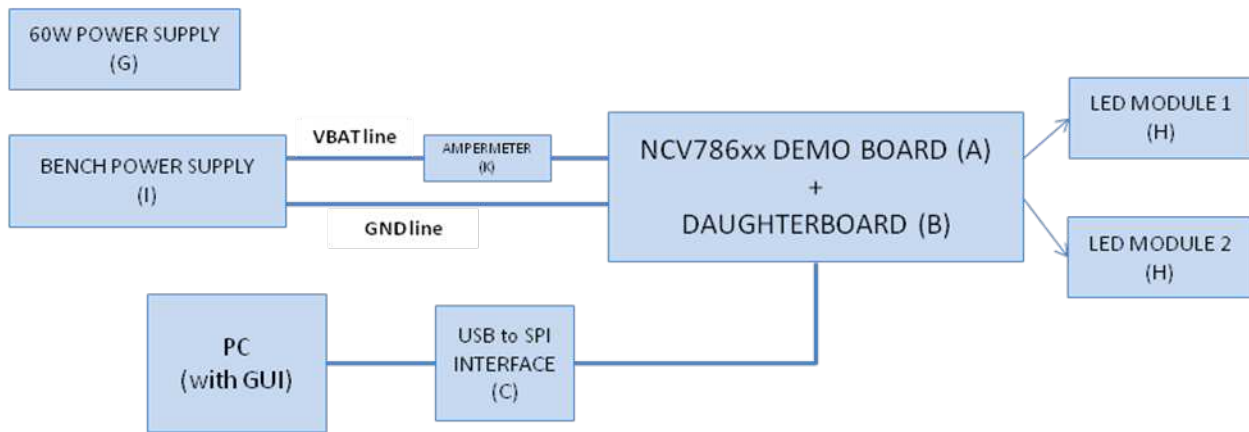 60W POWER SUPPLY
(G)
BENCH POWER SUPPLY
(I)
VBAT line
AMPERMETER
(K)
GND line
NCV786xx DEMO BOARD (A)
+
DAUGHTERBOARD (B)
LED MODULE 1
(H)
LED MODULE 2
(H)
PC
(with GUI)
USB to SPI
INTERFACE
(C)